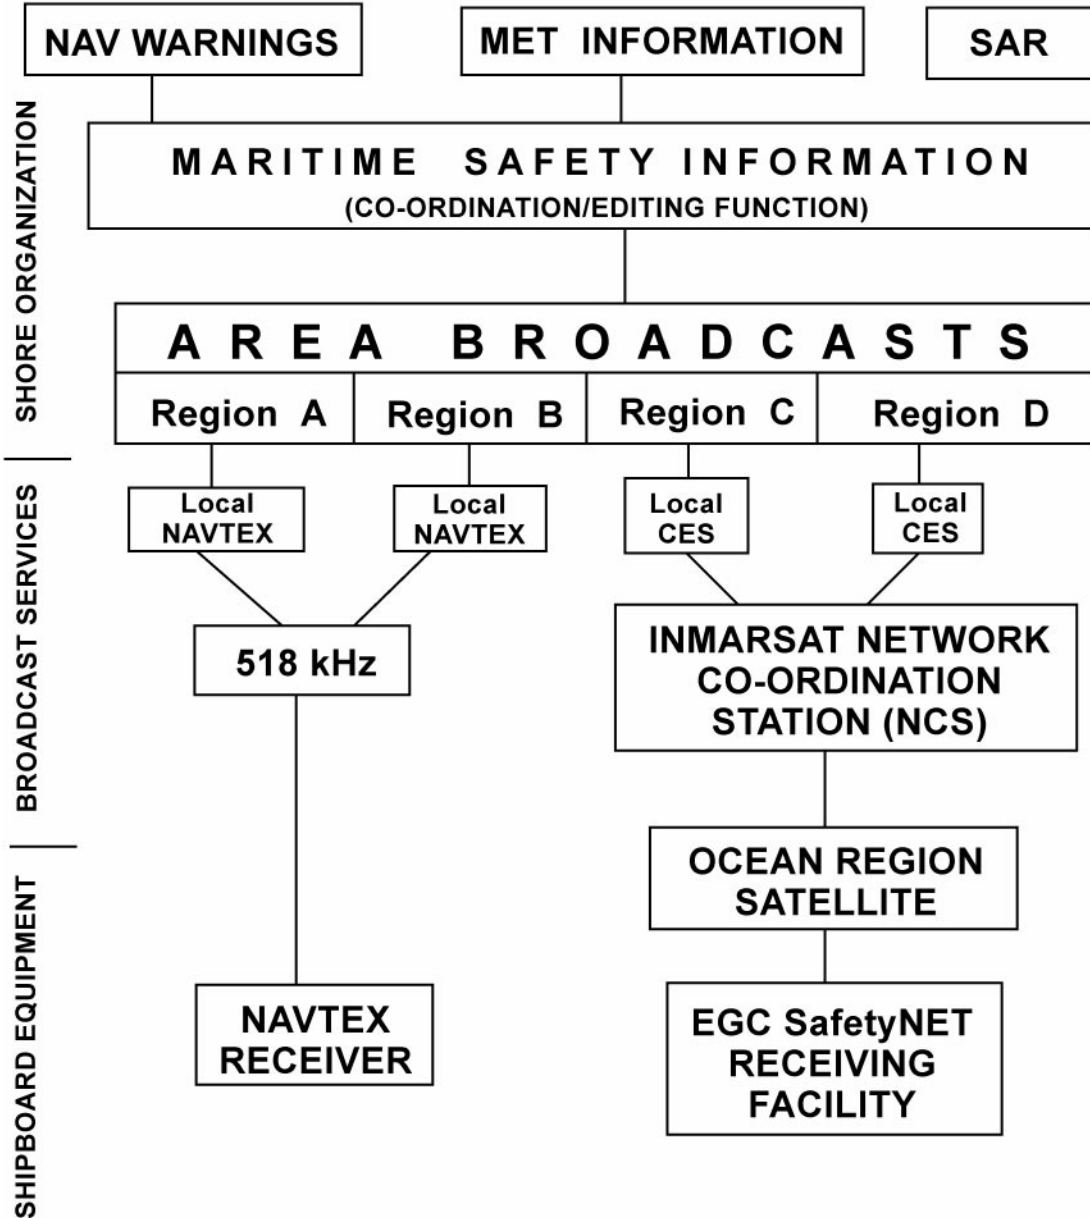 NAV WARNINGS
MET INFORMATION
SAR
SHORE ORGANIZATION
MARITIME SAFETY INFORMATION
(CO-ORDINATION/EDITING FUNCTION)
AREA BROADCASTS
Region A
Region B
Region C
Region D
BROADCAST SERVICES
Local
NAVTEX
Local
NAVTEX
Local
CES
Local
CES
518 kHz
INMARSAT NETWORK
CO-ORDINATION
STATION (NCS)
SHIPBOARD EQUIPMENT
OCEAN REGION
SATELLITE
NAVTEX
RECEIVER
EGC SafetyNET
RECEIVING
FACILITY